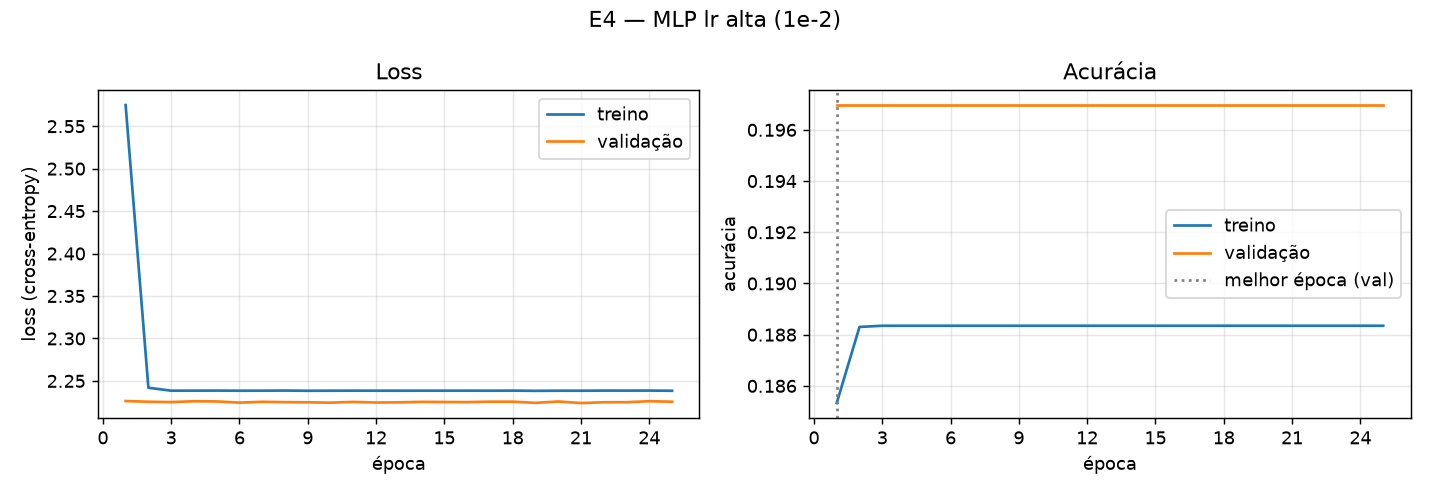 E4 — MLP lr alta (1e-2)
Loss
loss (cross-entropy)
2.55
2.50
2.45
2.40
2.35
2.30
2.25
treino
validação
0 3 6 9 12 15 18 21 24
época
Acurácia
acurácia
0.196
0.194
0.192
0.190
0.188
0.186
treino
validação
melhor época (val)
0 3 6 9 12 15 18 21 24
época